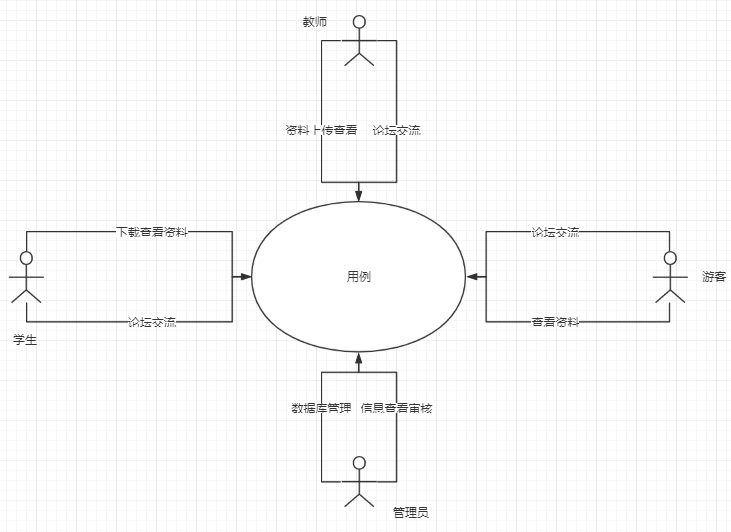 教师
资料上传查看
论坛交流
下载查看资料
论坛交流
用例
游客
论坛交流
查看资料
学生
数据库管理
信息查看审核
管理员